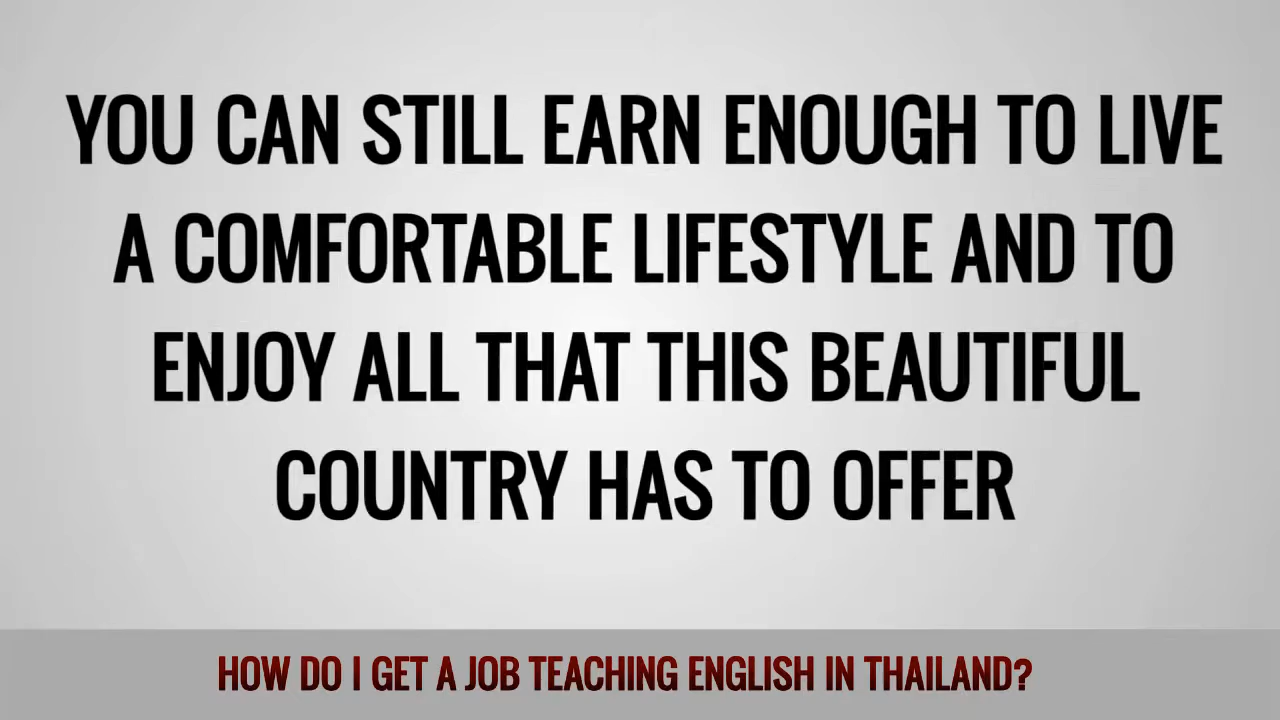 YOU CAN STILL EARN ENOUGH TO LIVE
A COMFORTABLE LIFESTYLE AND TO
ENJOY ALL THAT THIS BEAUTIFUL
COUNTRY HAS TO OFFER
HOW DO I GET A JOB TEACHING ENGLISH IN THAILAND?